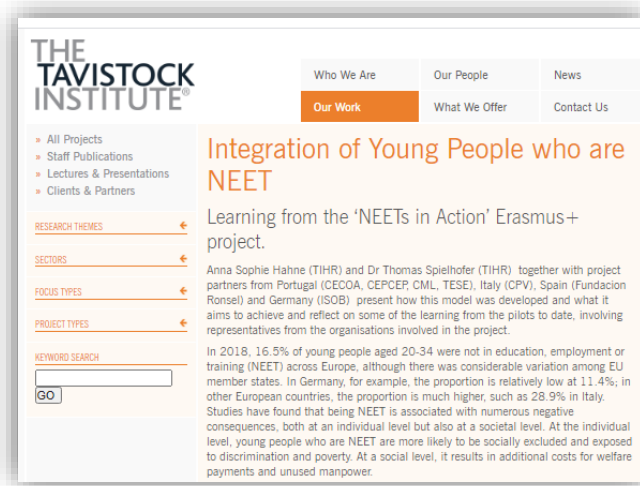 THE
TAVISTOCK
INSTITUTE®
Who We Are
Our People
News
Our Work
What We Offer
Contact Us
» All Projects
» Staff Publications
» Lectures & Presentations
» Clients & Partners
RESEARCH THEMES
SECTORS
FOCUS TYPES
PROJECT TYPES
KEYWORD SEARCH
GO
Integration of Young People who are
NEET
Learning from the ‘NEETs in Action’ Erasmus+
project.
Anna Sophie Hahne (TIHR) and Dr Thomas Spielhofer (TIHR) together with project
partners from Portugal (CECOA, CEPCEP, CML, TESE), Italy (CPV), Spain (Fundacion
Ronsel) and Germany (ISOB) present how this model was developed and what it
aims to achieve and reflect on some of the learning from the pilots to date, involving
representatives from the organisations involved in the project.
In 2018, 16.5% of young people aged 20-34 were not in education, employment or
training (NEET) across Europe, although there was considerable variation among EU
member states. In Germany, for example, the proportion is relatively low at 11.4%; in
other European countries, the proportion is much higher, such as 28.9% in Italy.
Studies have found that being NEET is associated with numerous negative
consequences, both at an individual level but also at a societal level. At the individual
level, young people who are NEET are more likely to be socially excluded and exposed
to discrimination and poverty. At a social level, it results in additional costs for welfare
payments and unused manpower.